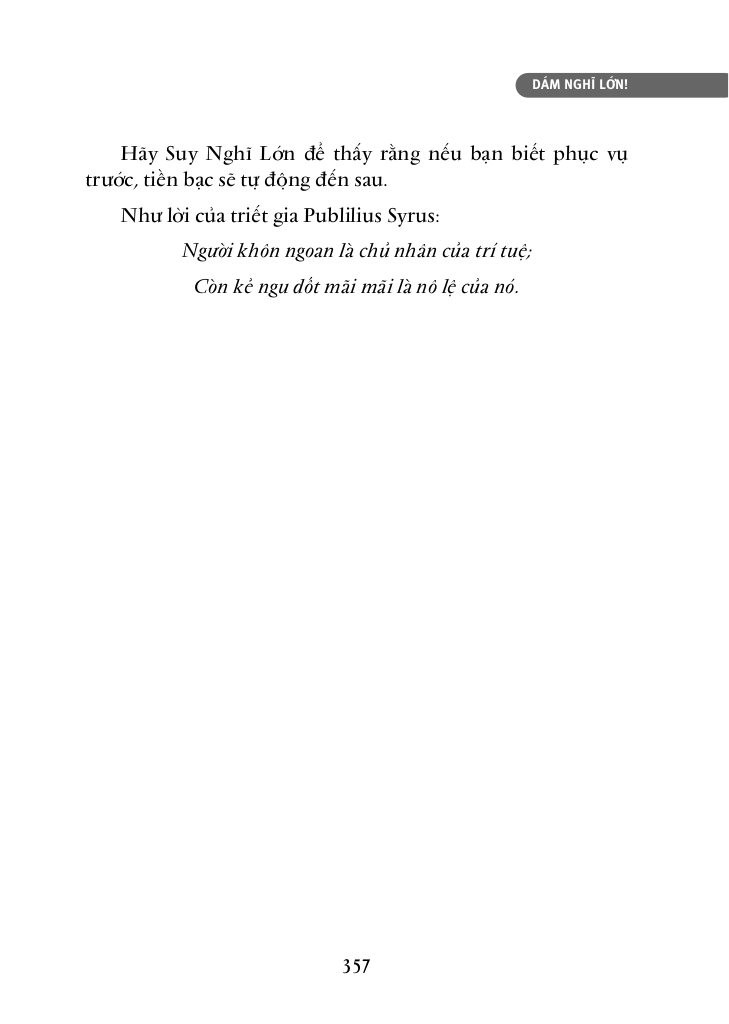 DÁM NGHĨ LỚN!
Hãy Suy Nghĩ Lớn để thấy rằng nếu bạn biết phục vụ
trước, tiền bạc sẽ tự động đến sau.
Như lời của triết gia Publilius Syrus:
Người khôn ngoan là chủ nhân của trí tuệ;
Còn kẻ ngu dốt mãi mãi là nô lệ của nó.
357